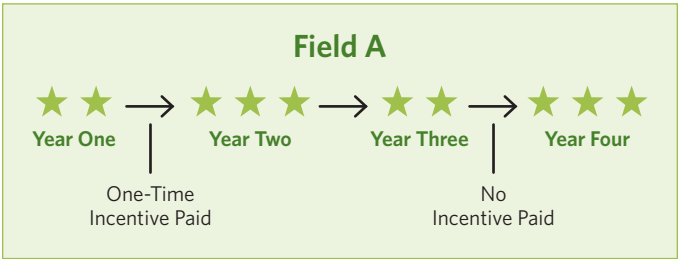 Field A
Year One
Year Two
Year Three
Year Four
One-Time
Incentive Paid
No
Incentive Paid